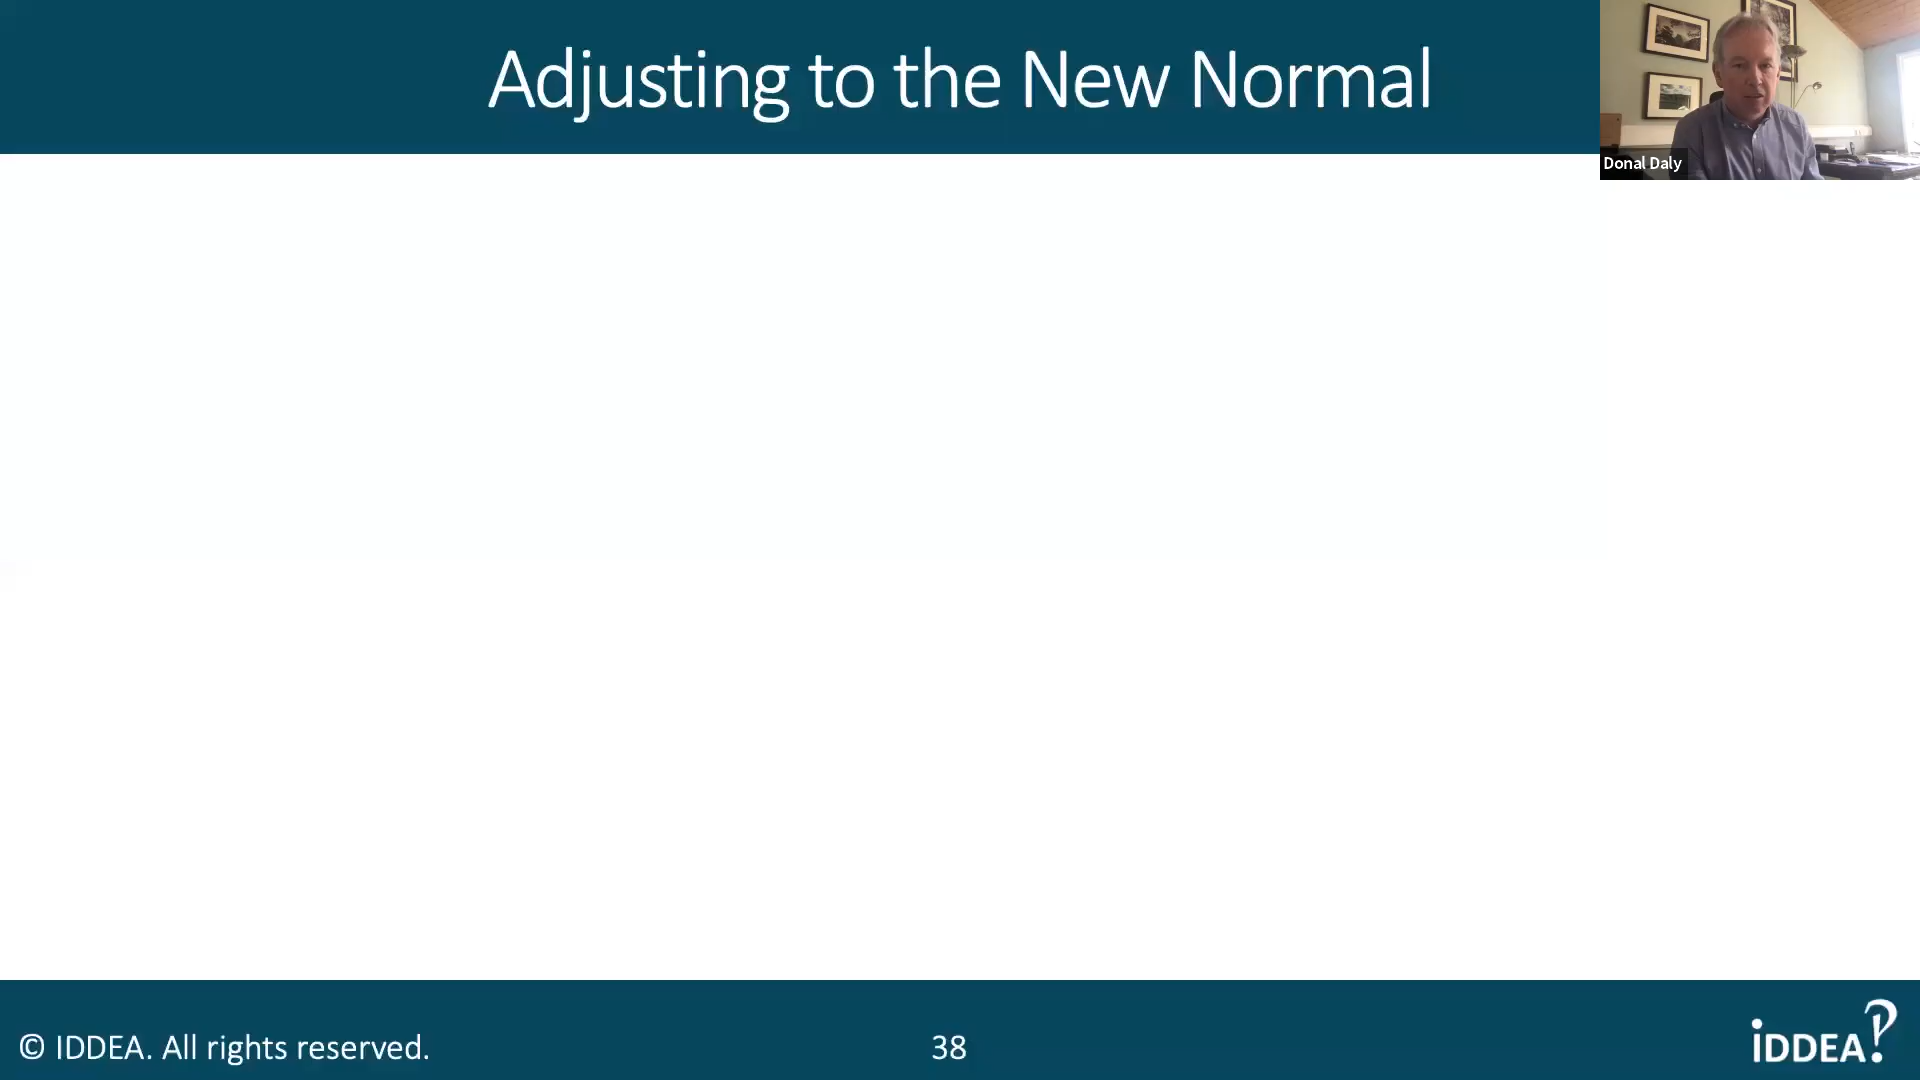 Adjusting to the New Normal
Donal Daly
© IDDEA. All rights reserved.
38
iDDEA?